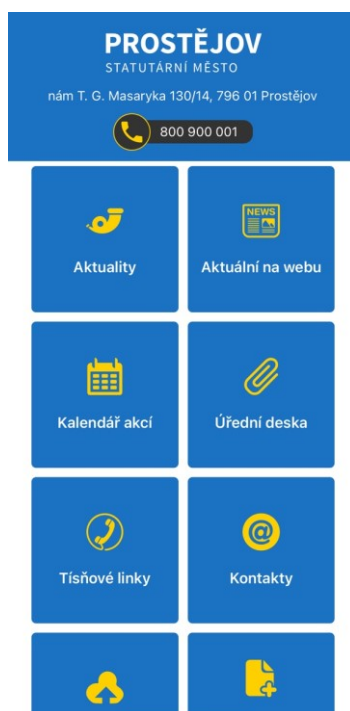 PROSTĚJOV
STATUTÁRNÍ MĚSTO
nám T. G. Masaryka 130/14, 796 01 Prostějov
800 900 001
NEWS
Aktuality
Aktuální na webu
Kalendář akcí
Úřední deska
@
Tísňové linky
Kontakty